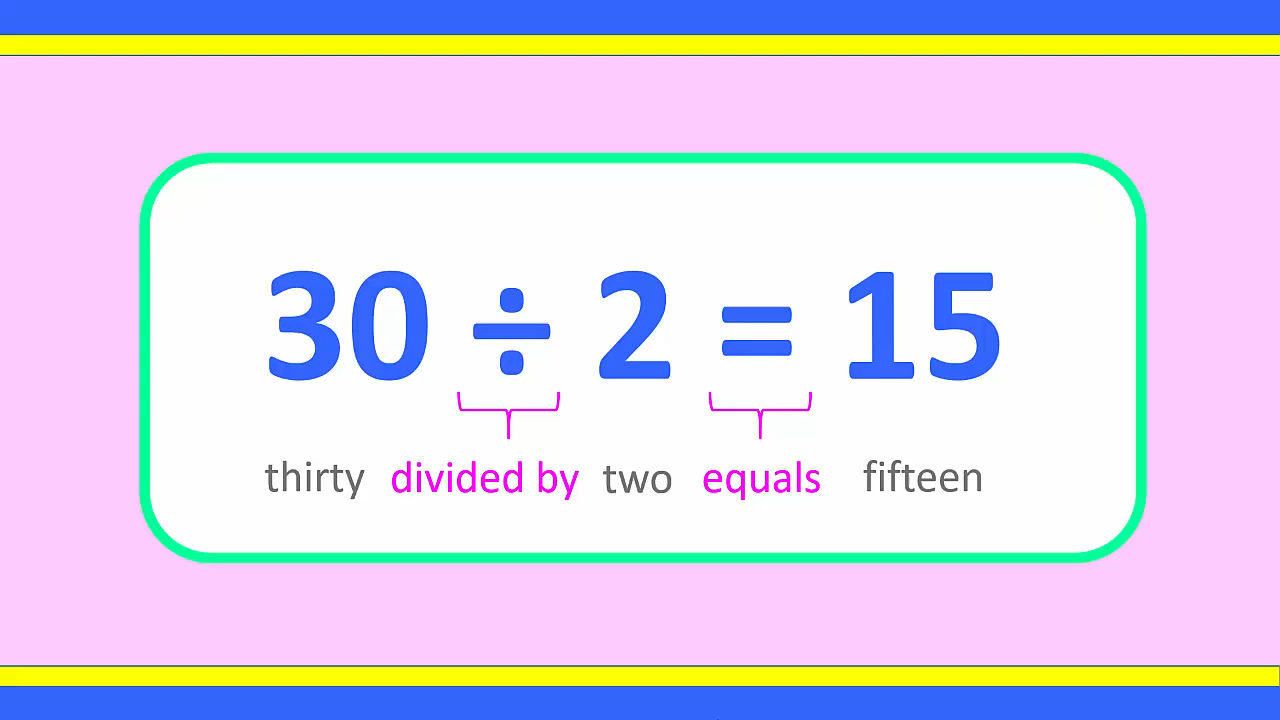 30 ÷ 2 = 15
thirty divided by two equals fifteen